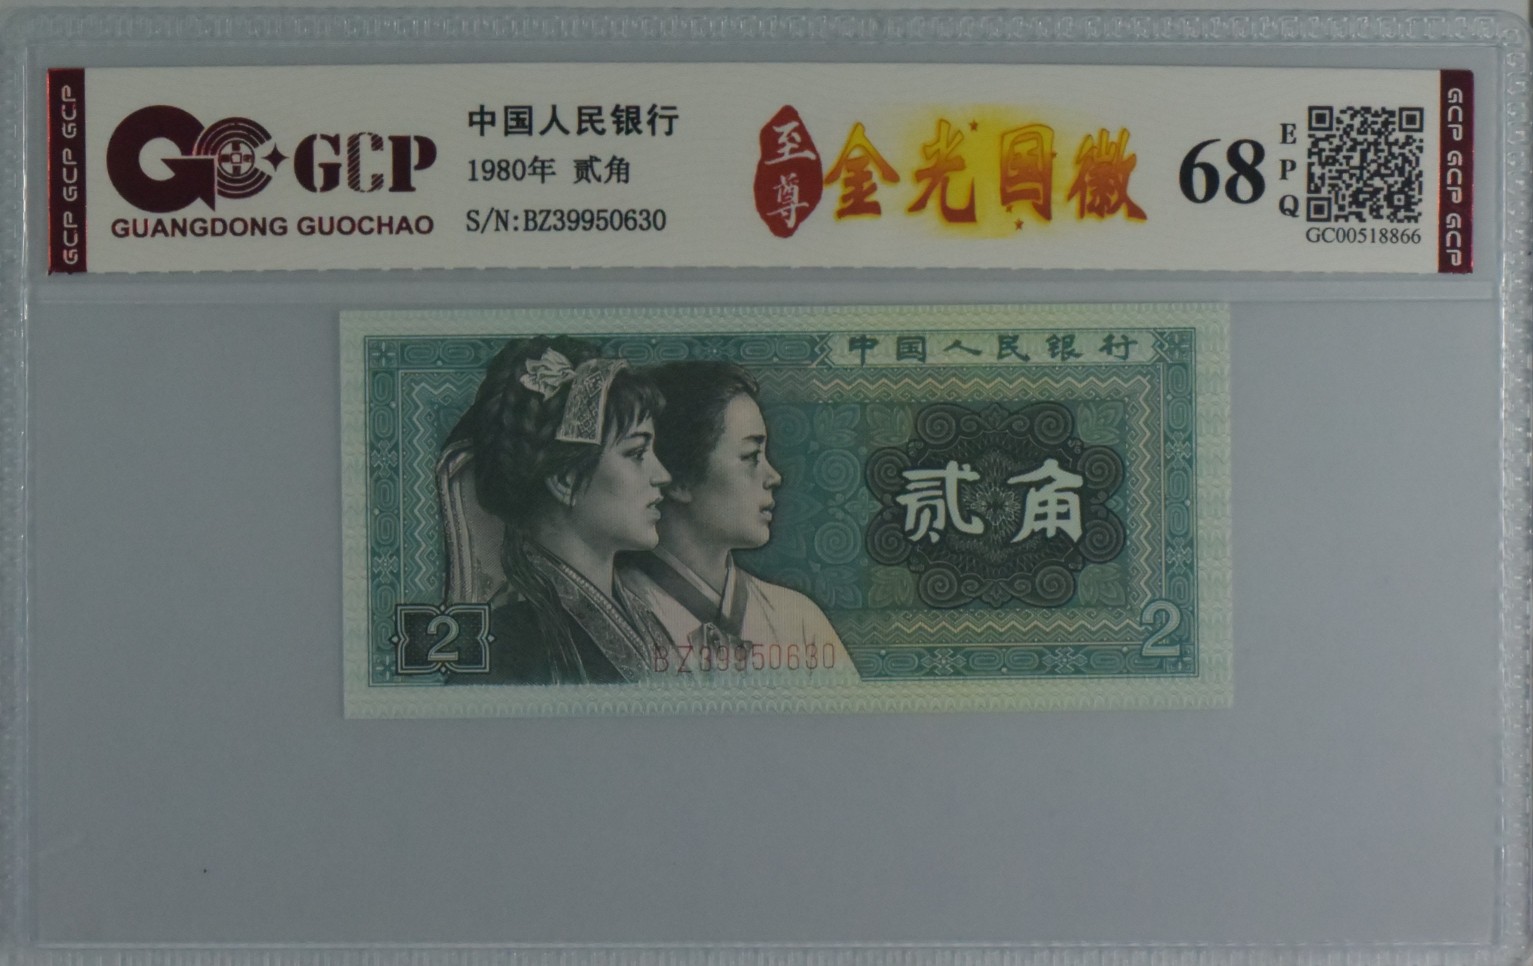 GCP GCP GCP
GCP
GUANGDONG GUOCHAO
中国人民银行
1980年 贰角
S/N:BZ39950630
至尊
金光国徽
68
EPQ
GC00518866
GCP GCP GCP
中国人民银行
贰角
2
2
BZ39950630